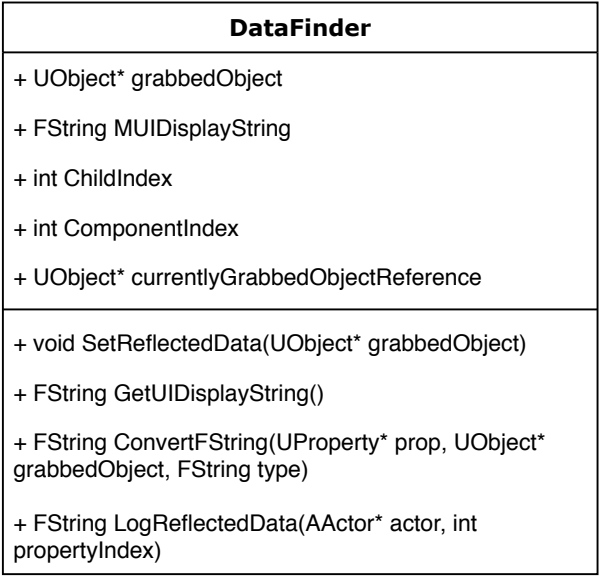 DataFinder
+ UObject* grabbedObject
+ FString MUIDisplayString
+ int ChildIndex
+ int ComponentIndex
+ UObject* currentlyGrabbedObjectReference
+ void SetReflectedData(UObject* grabbedObject)
+ FString GetUIDisplayString()
+ FString ConvertFString(UProperty* prop, UObject*
grabbedObject, FString type)
+ FString LogReflectedData(AActor* actor, int
propertyIndex)